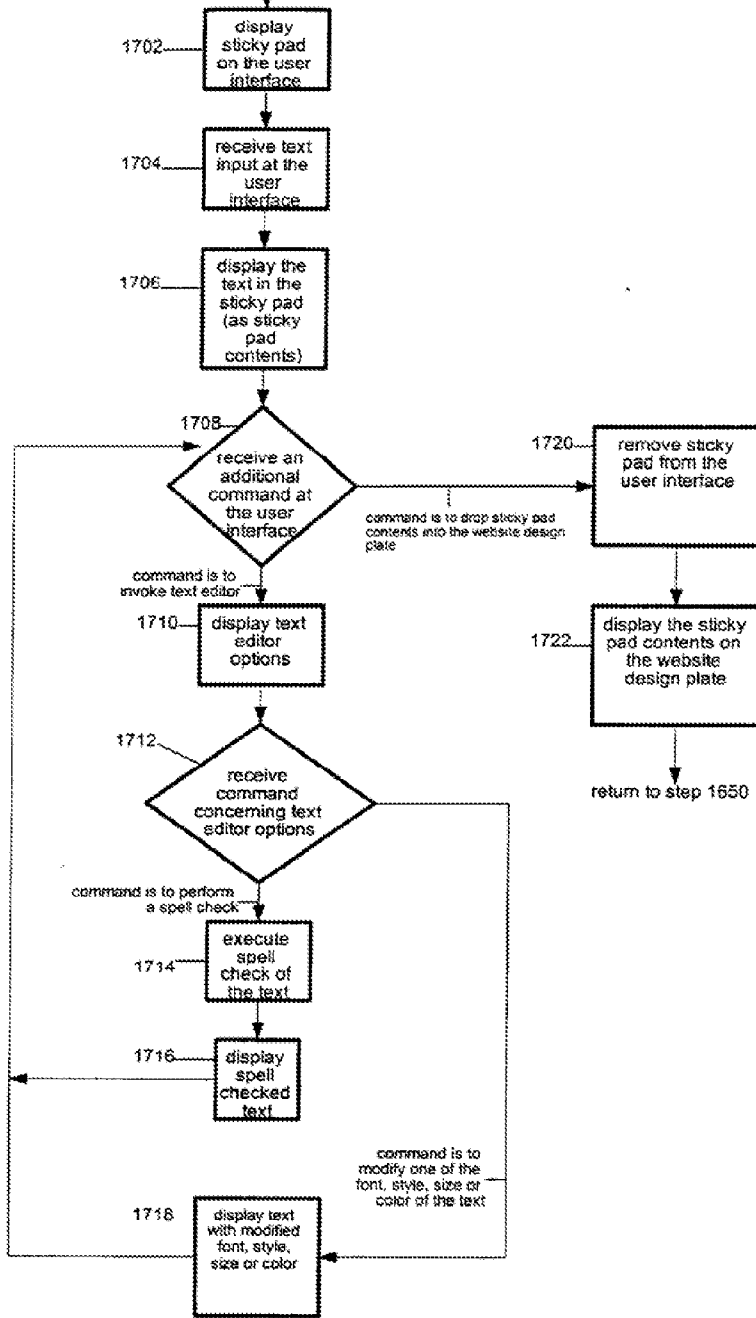 1702
display
sticky pad
on the user
interface
1704
receive text
input at the
user
interface
1706
display the
text in the
sticky pad
(as sticky
pad
contents)
1708
receive an
additional
command at
the user
interface
command is to drop sticky pad
contents into the website design
plate
1720
remove sticky
pad from the
user interface
command is to
invoke text editor
1710
display text
editor
options
1722
display the sticky
pad contents on
the website
design plate
return to step 1650
1712
receive
command
concerning text
editor options
command is to perform
a spell check
1714
execute
spell
check of
the text
1716
display
spell
checked
text
command is to
modify one of the
font, style, size or
color of the text
1718
display text
with modified
font, style,
size or color